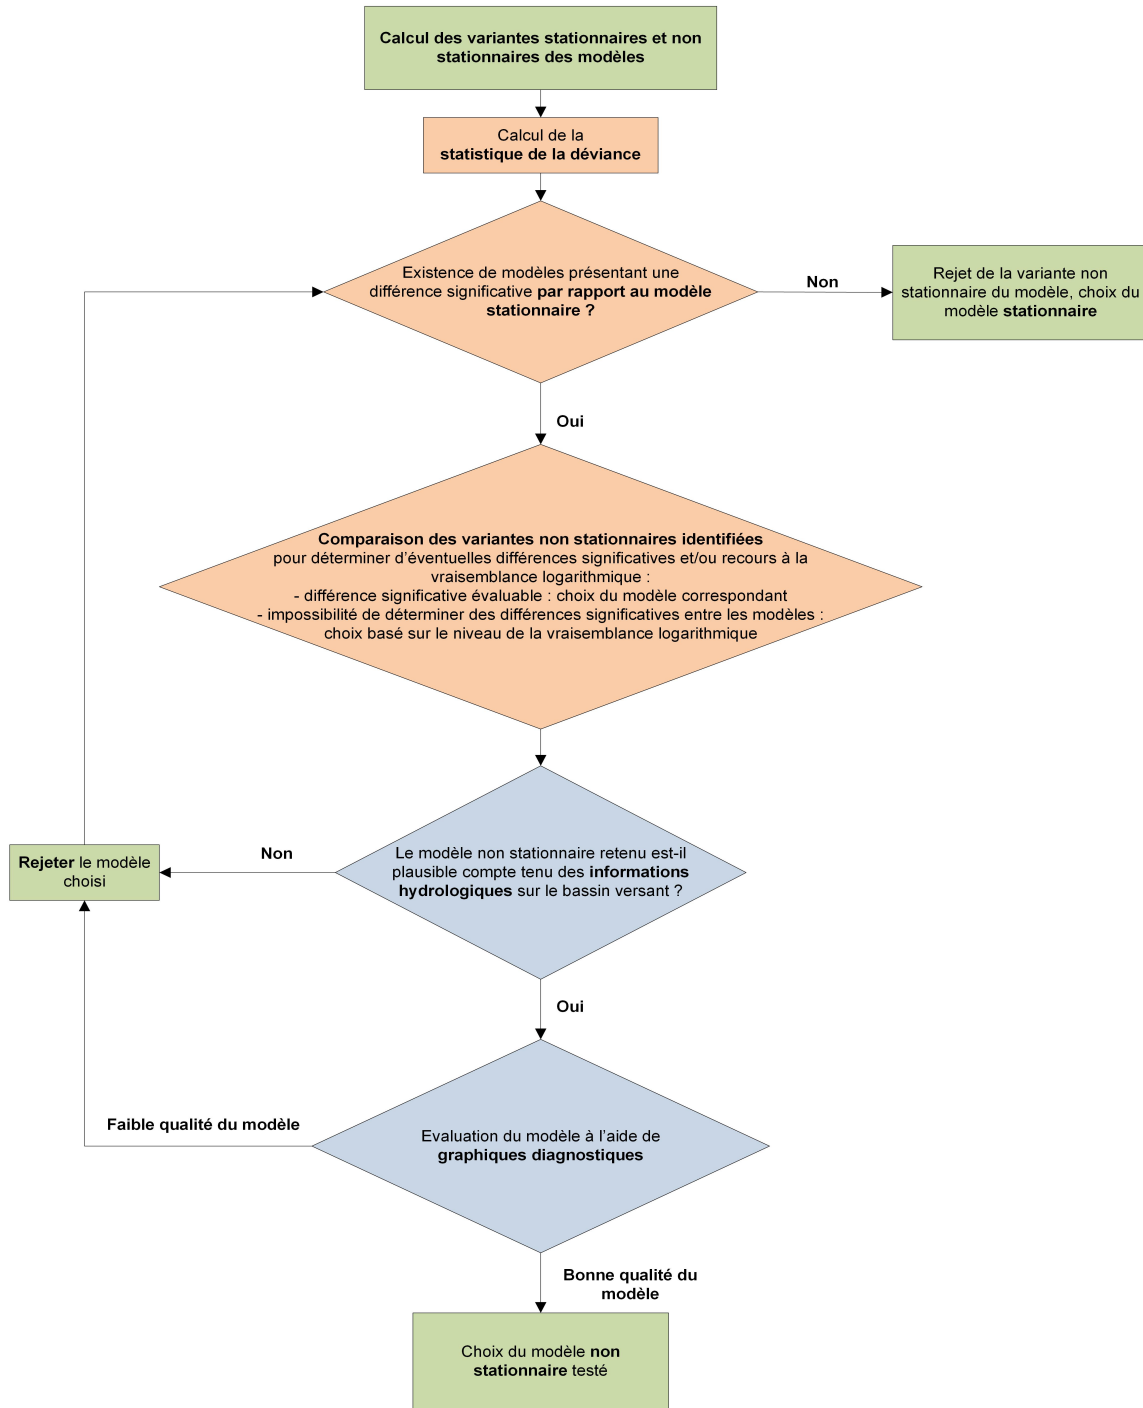 Calcul des variantes stationnaires et non
stationnaires des modèles
Calcul de la
statistique de la déviance
Existence de modèles présentant une
différence significative par rapport au modèle
stationnaire ?
Non
Rejet de la variante non
stationnaire du modèle, choix du
modèle stationnaire
Oui
Comparaison des variantes non stationnaires identifiées
pour déterminer d’éventuelles différences significatives et/ou recours à la
vraisemblance logarithmique :
- différence significative évaluable : choix du modèle correspondant
- impossibilité de déterminer des différences significatives entre les modèles :
choix basé sur le niveau de la vraisemblance logarithmique
Le modèle non stationnaire retenu est-il
plausible compte tenu des informations
hydrologiques sur le bassin versant ?
Non
Rejeter le modèle
choisi
Oui
Faible qualité du modèle
Evaluation du modèle à l’aide de
graphiques diagnostiques
Bonne qualité du
modèle
Choix du modèle non
stationnaire testé